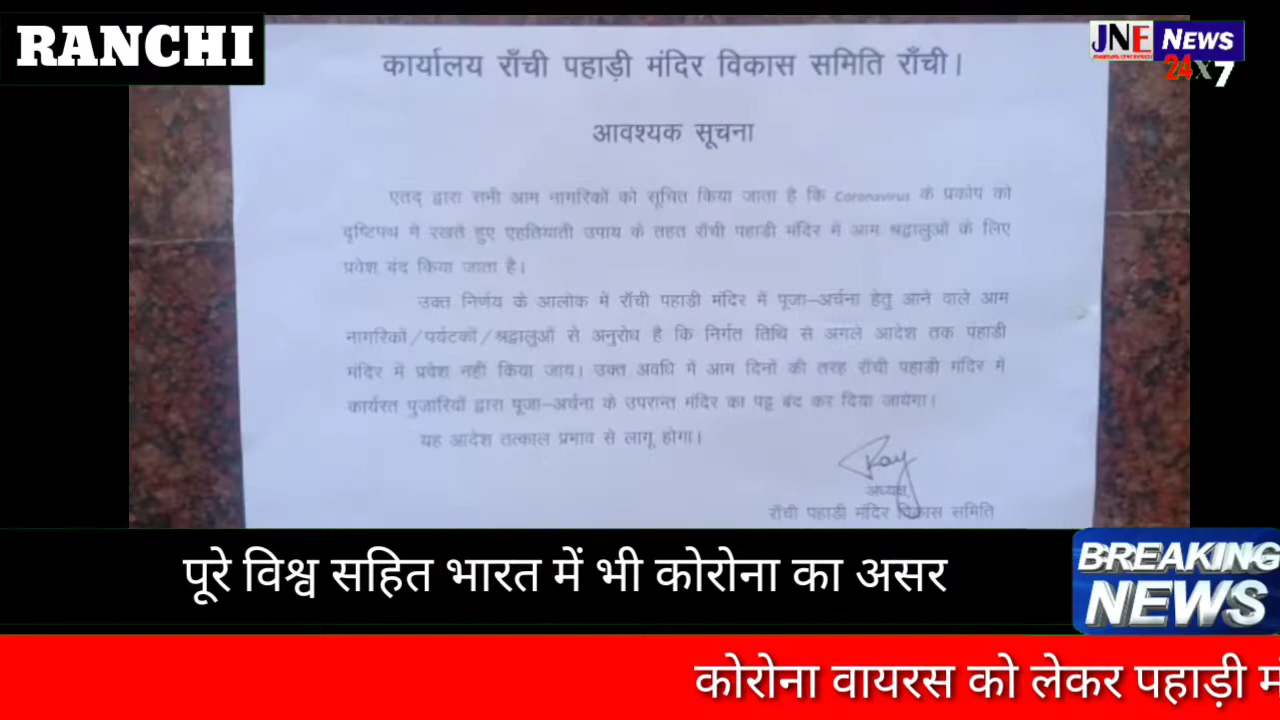 RANCHI
JNE News
24x7
कार्यालय राँची पहाड़ी मंदिर विकास समिति राँची।
आवश्यक सूचना
एतद् द्वारा सभी आम नागरिकों को सूचित किया जाता है कि Coronavirus के प्रकोप को
दृष्टिपथ में रखते हुए एहतियाती उपाय के तहत राँची पहाड़ी मंदिर में आम श्रद्वालुओं के लिए
प्रवेश बंद किया जाता है।
उक्त निर्णय के आलोक में राँची पहाड़ी मंदिर में पूजा-अर्चना हेतु आने वाले आम
नागरिकों/पर्यटकों/श्रद्वालुओं से अनुरोध है कि निर्गत तिथि से अगले आदेश तक पहाडी
मंदिर में प्रवेश नहीं किया जाय। उक्त अवधि में आम दिनों की तरह राँची पहाड़ी मंदिर में
कार्यरत पुजारियों द्वारा पूजा-अर्चना के उपरान्त मंदिर का पट्ट बंद कर दिया जायेगा।
यह आदेश तत्काल प्रभाव से लागू होगा।
Ray
अध्यक्ष,
राँची पहाड़ी मंदिर विकास समिति
पूरे विश्व सहित भारत में भी कोरोना का असर
BREAKING
NEWS
कोरोना वायरस को लेकर पहाड़ी मं